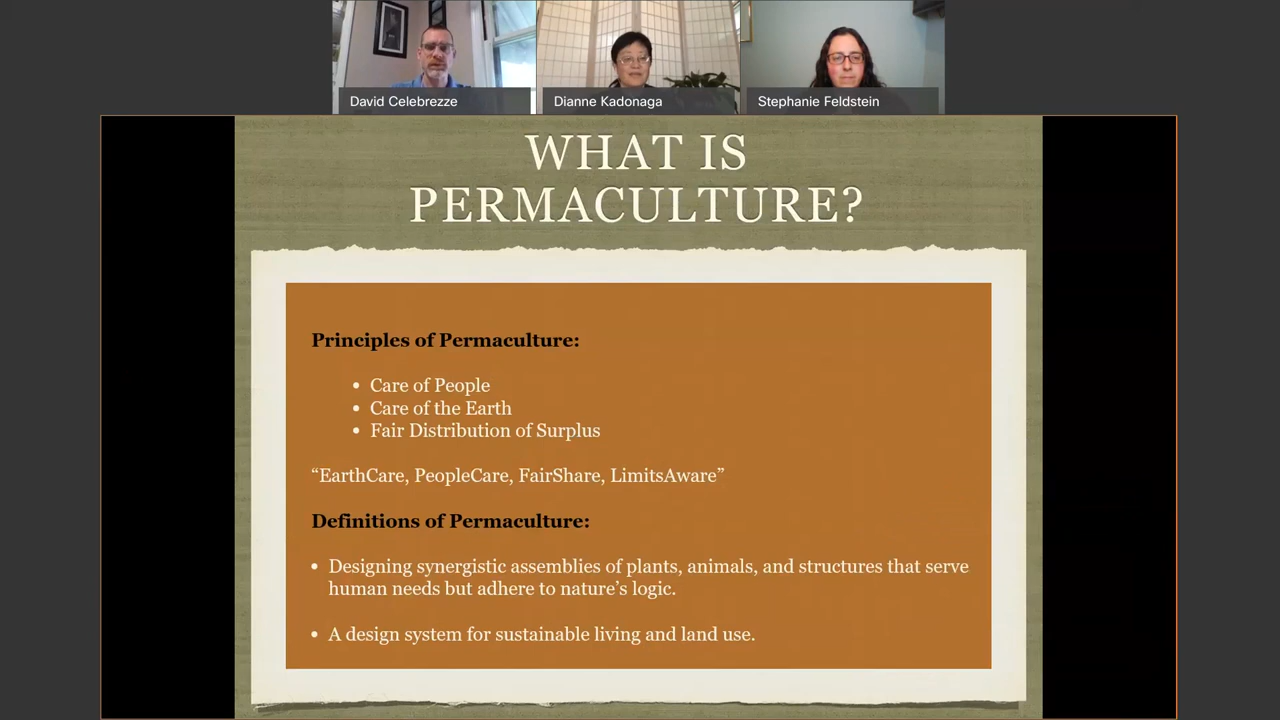 David Celebrezze
Dianne Kadonaga
Stephanie Feldstein
WHAT IS
PERMACULTURE?
Principles of Permaculture:
• Care of People
• Care of the Earth
• Fair Distribution of Surplus
“EarthCare, PeopleCare, FairShare, LimitsAware”
Definitions of Permaculture:
• Designing synergistic assemblies of plants, animals, and structures that serve
human needs but adhere to nature’s logic.
• A design system for sustainable living and land use.